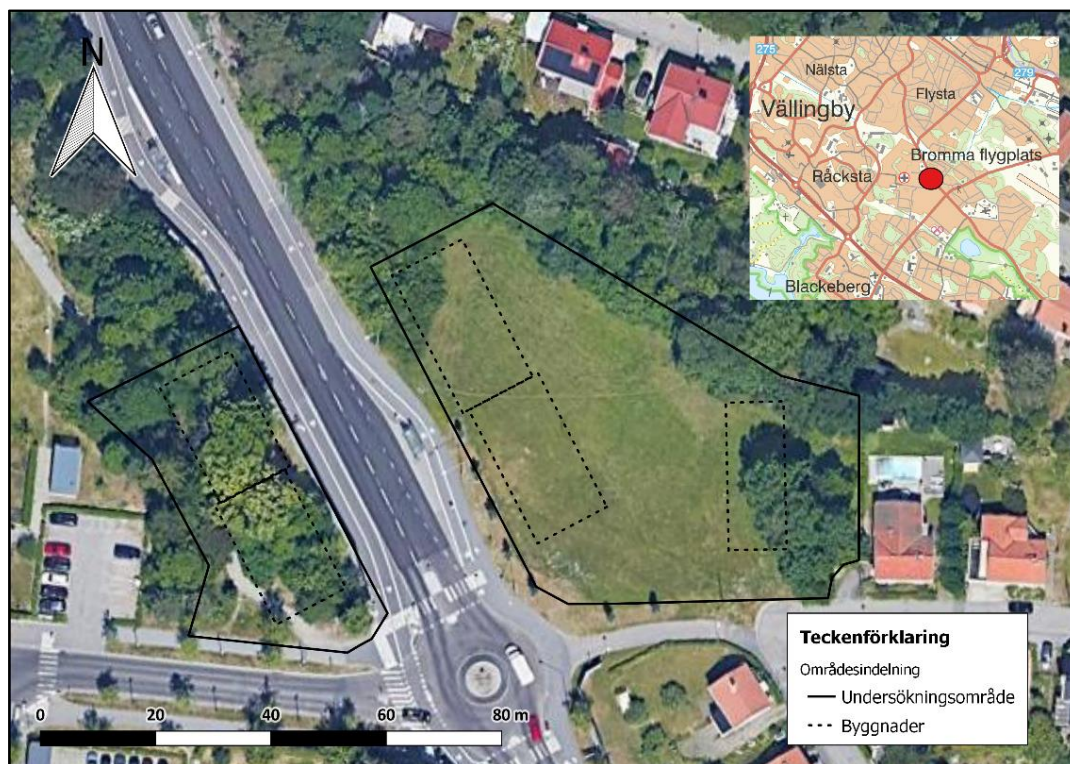 N
275
279
Nälsta
Flysta
Vällingby
Bromma flygplats
Råcksta
Blackeberg
Teckenförklaring
Områdesindelning
Undersökningsområde
Byggnader
0 20 40 60 80 m